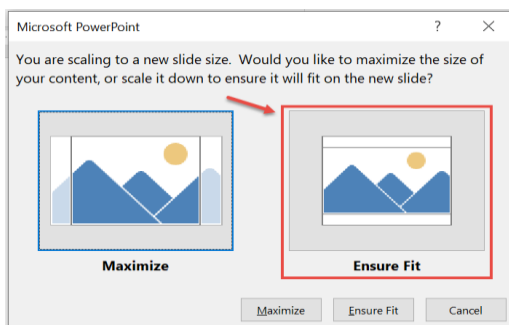 Microsoft PowerPoint
You are scaling to a new slide size. Would you like to maximize the size of
your content, or scale it down to ensure it will fit on the new slide?
Maximize
Ensure Fit
Maximize
Ensure Fit
Cancel